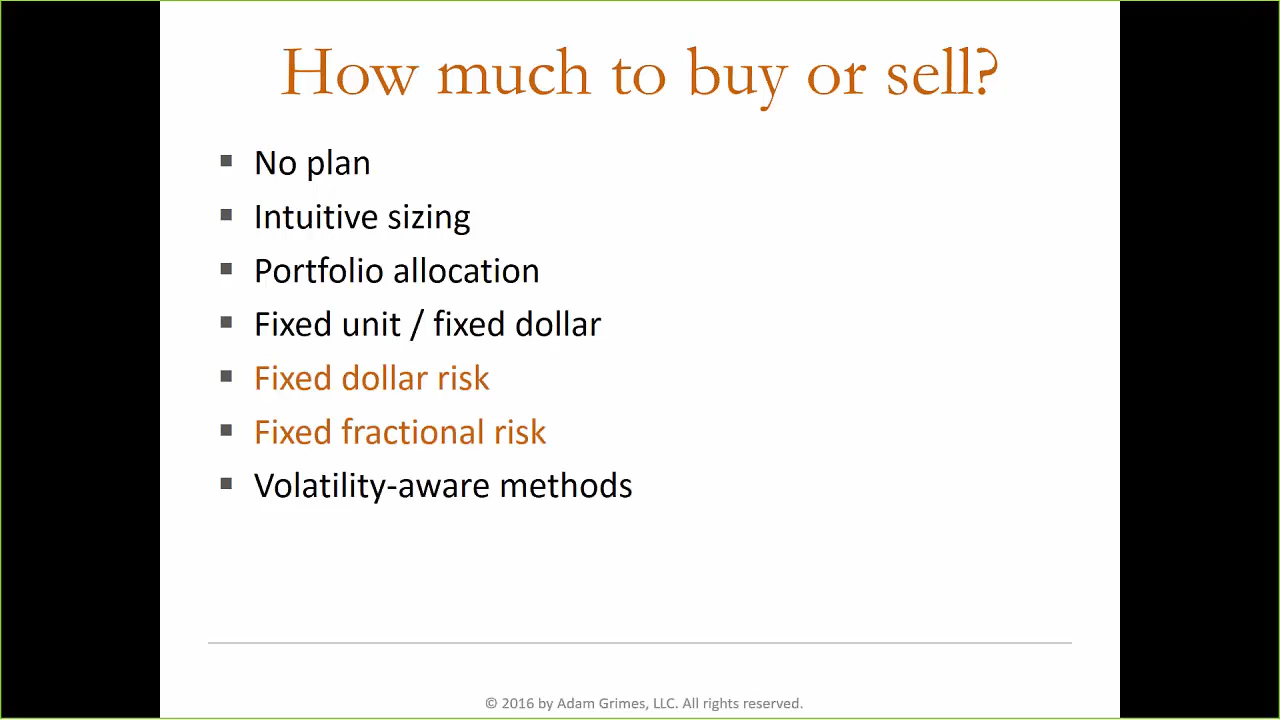 How much to buy or sell?
▪ No plan
▪ Intuitive sizing
▪ Portfolio allocation
▪ Fixed unit / fixed dollar
▪ Fixed dollar risk
▪ Fixed fractional risk
▪ Volatility-aware methods
© 2016 by Adam Grimes, LLC. All rights reserved.